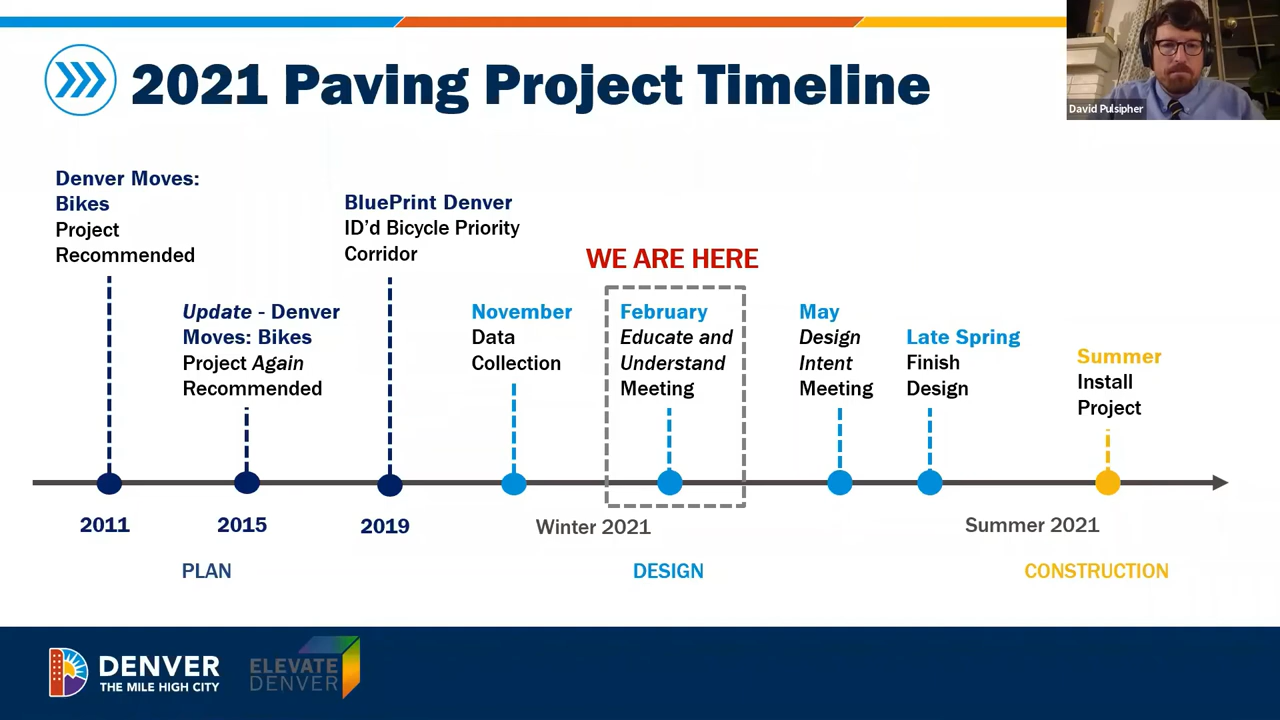 2021 Paving Project Timeline
David Pulsipher
Denver Moves:
Bikes
Project
Recommended
Update - Denver
Moves: Bikes
Project Again
Recommended
BluePrint Denver
ID'd Bicycle Priority
Corridor
November
Data
Collection
WE ARE HERE
February
Educate and
Understand
Meeting
May
Design
Intent
Meeting
Late Spring
Finish
Design
Summer
Install
Project
2011
2015
2019
Winter 2021
Summer 2021
PLAN
DESIGN
CONSTRUCTION
DENVER
THE MILE HIGH CITY
ELEVATE
DENVER